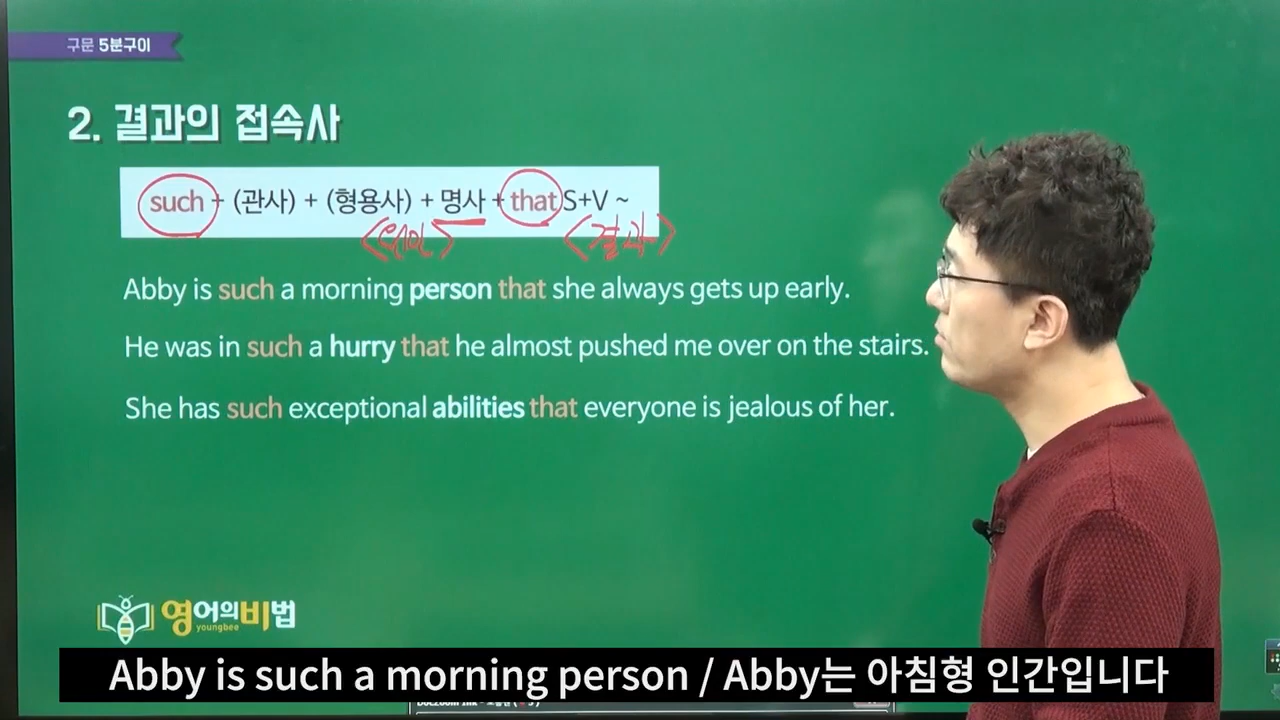 구문 5분구이
2. 결과의 접속사
such + (관사) + (형용사) + 명사 + that S+V ~
<원인> <결과>
Abby is such a morning person that she always gets up early.
He was in such a hurry that he almost pushed me over on the stairs.
She has such exceptional abilities that everyone is jealous of her.
영어의비법
youngbee
Abby is such a morning person / Abby는 아침형 인간입니다